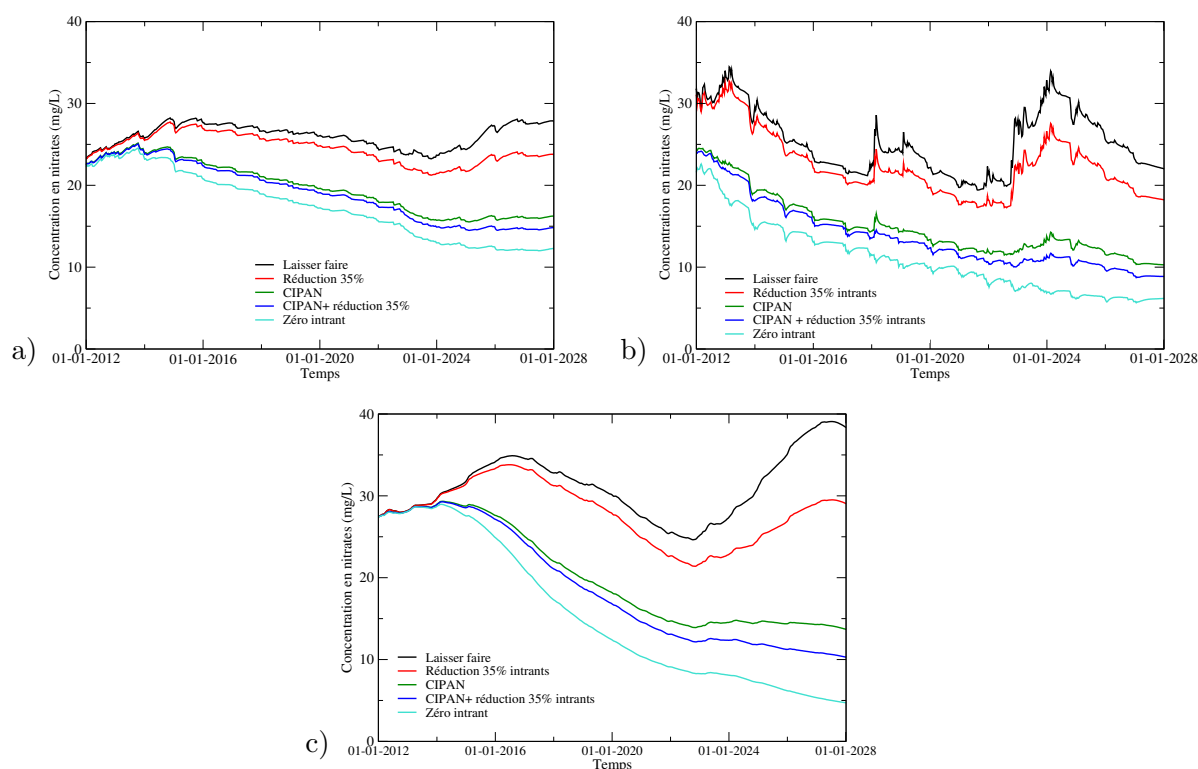 40
30
20
10
0
Concentration en nitrates (mg/L)
Laisser faire
Réduction 35%
CIPAN
CIPAN+ réduction 35%
Zéro intrant
01-01-2012 01-01-2016 01-01-2020 01-01-2024 01-01-2028
Temps
a)
40
30
20
10
0
Concentration en nitrates (mg/L)
Laisser faire
Réduction 35% intrants
CIPAN
CIPAN + réduction 35% intrants
Zéro intrant
01-01-2012 01-01-2016 01-01-2020 01-01-2024 01-01-2028
Temps
b)
40
30
20
10
0
Concentration en nitrates (mg/L)
Laisser faire
Réduction 35% intrants
CIPAN
CIPAN+ réduction 35% intrants
Zéro intrant
01-01-2012 01-01-2016 01-01-2020 01-01-2024 01-01-2028
Temps
c)